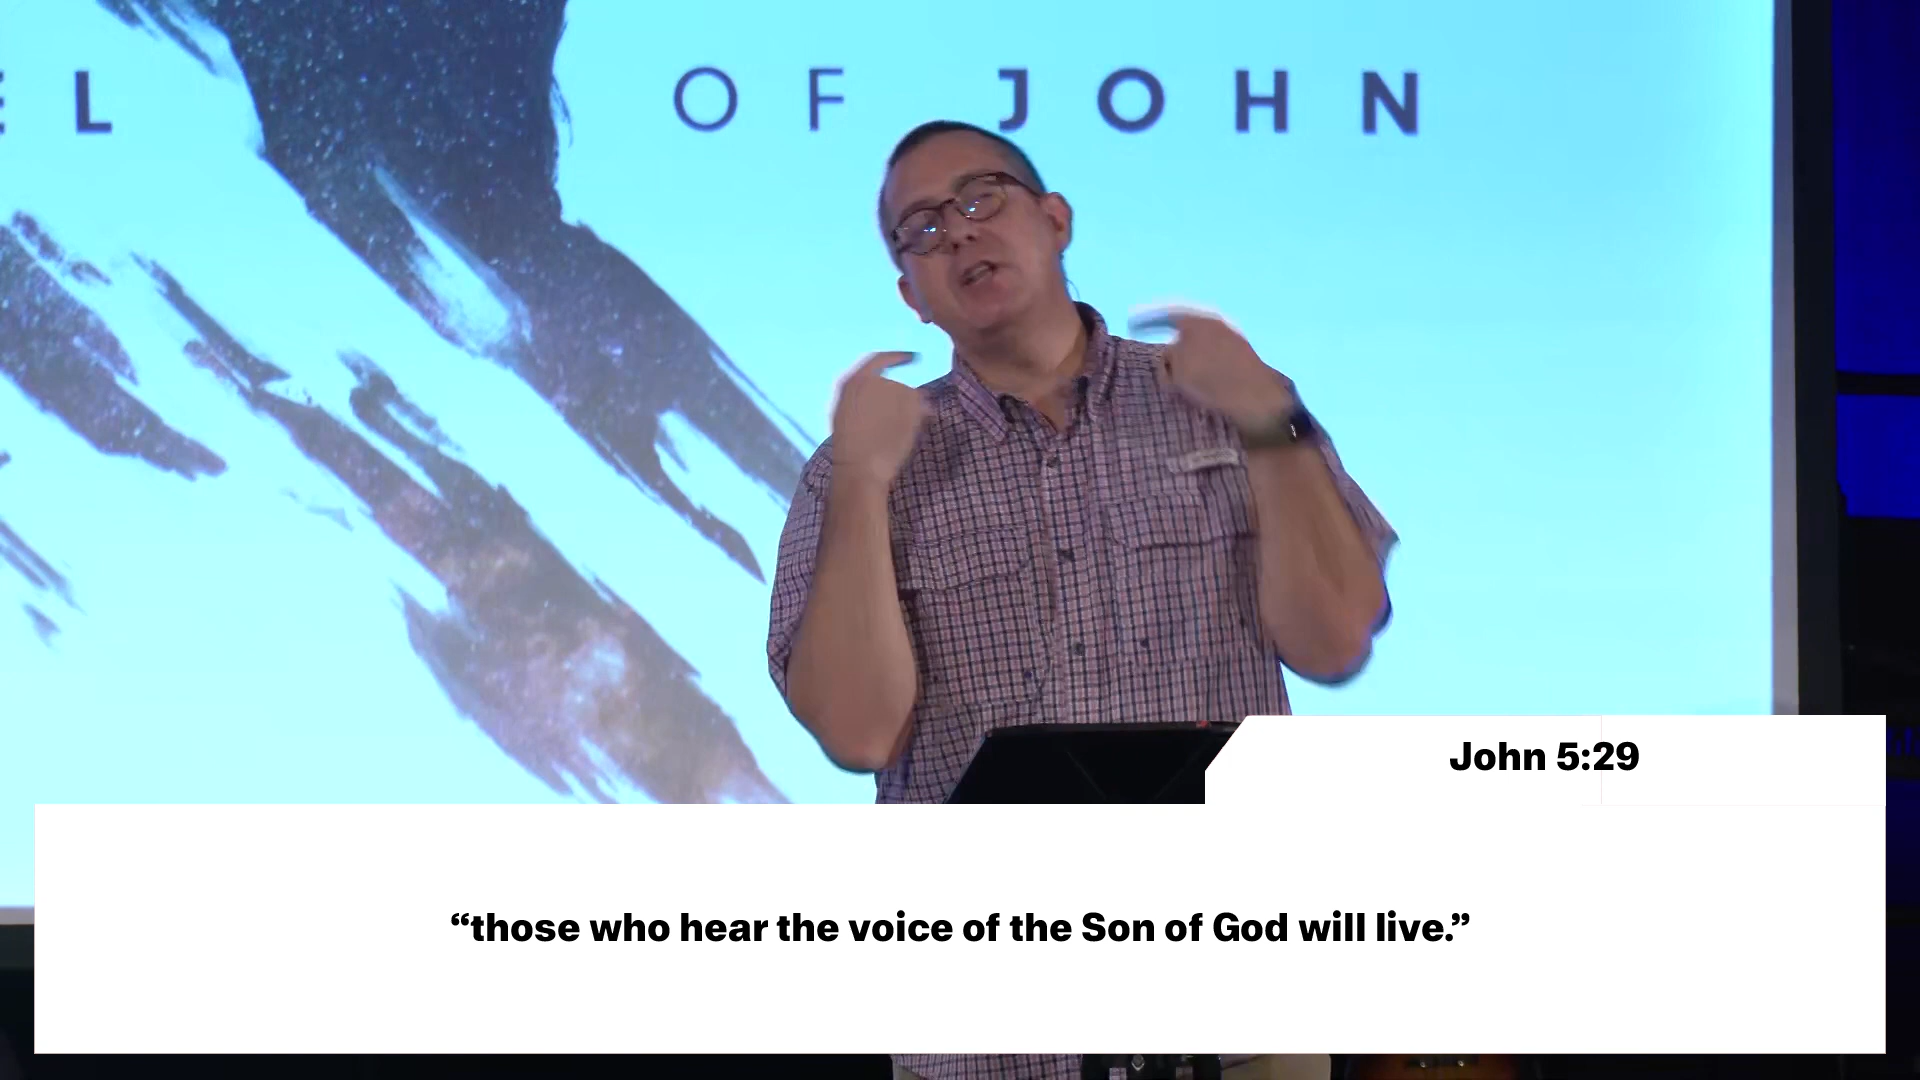 EL OF JOHN
John 5:29
“those who hear the voice of the Son of God will live.”